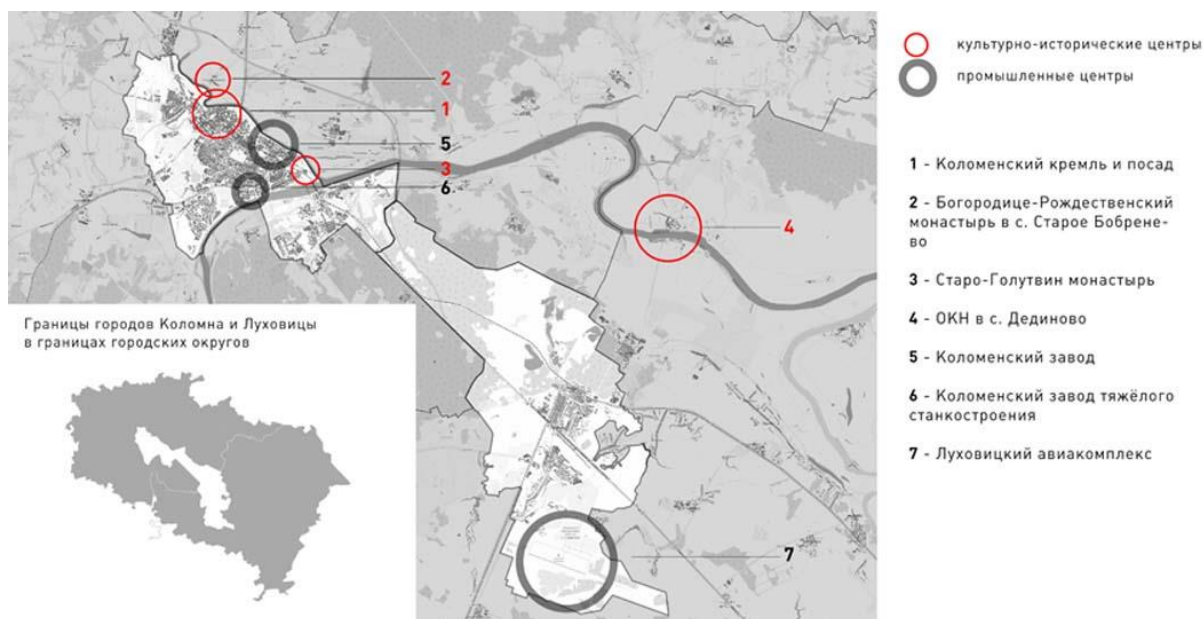 2
1
5
3
6
4
7
Границы городов Коломна и Луховицы
в границах городских округов
культурно-исторические центры
промышленные центры
1 - Коломенский кремль и посад
2 - Богородице-Рождественский
монастырь в с. Старое Бобрене-
во
3 - Старо-Голутвин монастырь
4 - ОКН в с. Дединово
5 - Коломенский завод
6 - Коломенский завод тяжёлого
станкостроения
7 - Луховицкий авиакомплекс